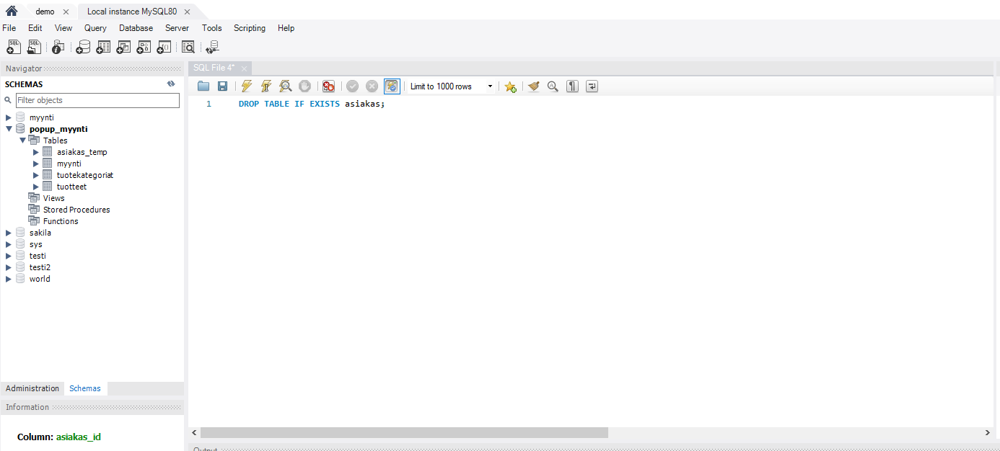 demo
Local instance MySQL80
File Edit View Query Database Server Tools Scripting Help
Navigator
SCHEMAS
Filter objects
myynti
popup_myynti
Tables
asiakas_temp
myynti
tuotekategoriat
tuotteet
Views
Stored Procedures
Functions
sakila
sys
testi
testi2
world
Administration Schemas
Information
Column: asiakas_id
SQL File 4*
Limit to 1000 rows
1 DROP TABLE IF EXISTS asiakas;
Output